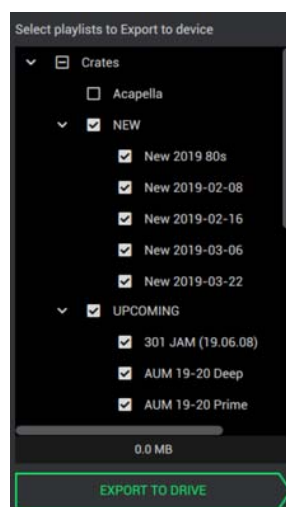 Select playlists to Export to device
Crates
Acapella
NEW
New 2019 80s
New 2019-02-08
New 2019-02-16
New 2019-03-06
New 2019-03-22
UPCOMING
301 JAM (19.06.08)
AUM 19-20 Deep
AUM 19-20 Prime
0.0 MB
EXPORT TO DRIVE